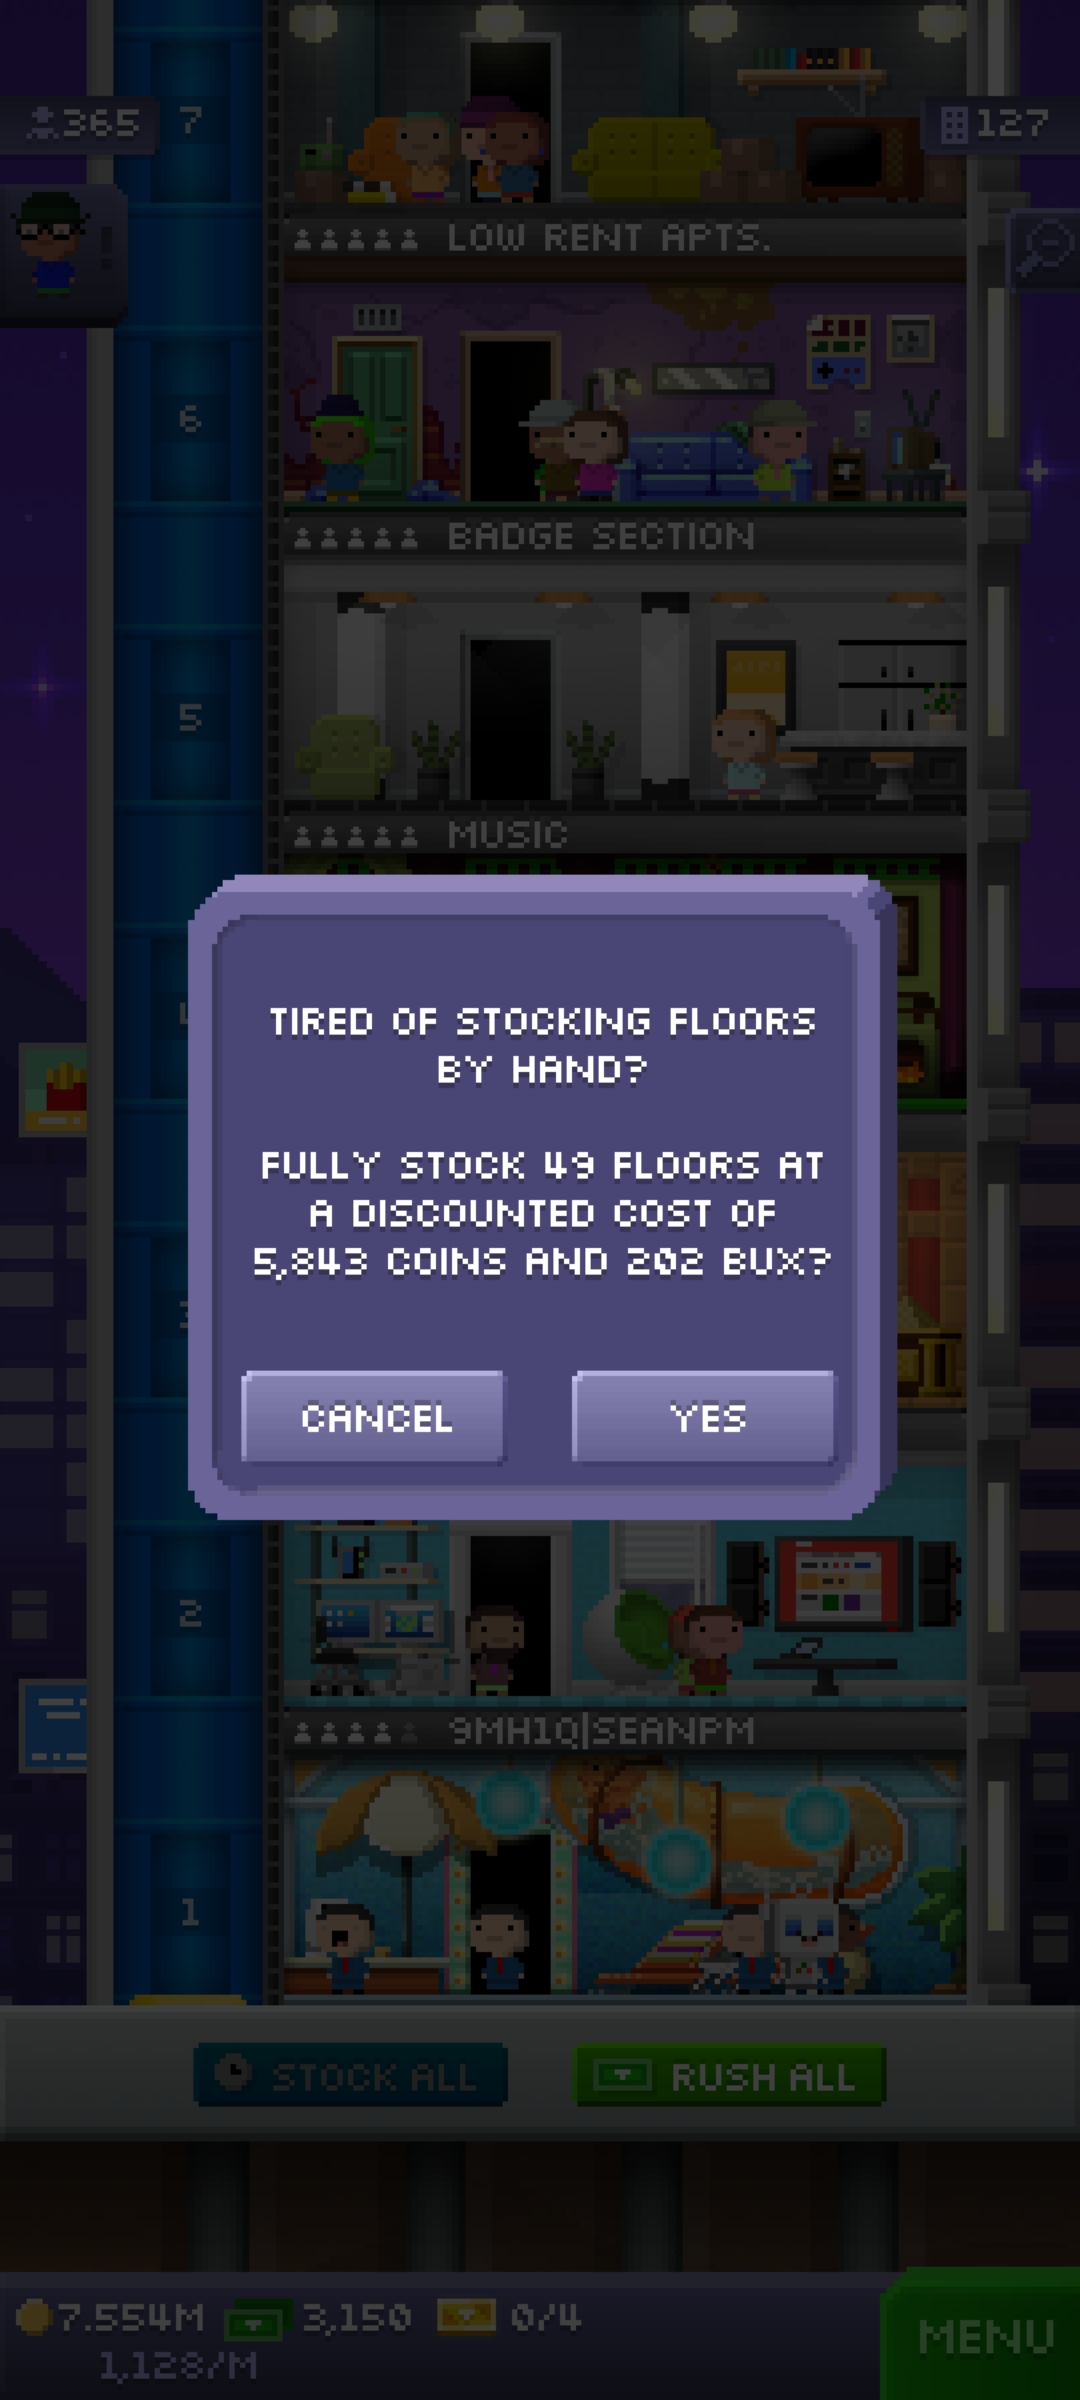 365
7
127
LOW RENT APTS.
6
BADGE SECTION
5
MUSIC
TIRED OF STOCKING FLOORS
BY HAND?
FULLY STOCK 49 FLOORS AT
A DISCOUNTED COST OF
5,843 COINS AND 202 BUX?
CANCEL
YES
2
9MH1Q|SEANPM
1
STOCK ALL
RUSH ALL
7.554M
3,150
0/4
MENU
1,128/M